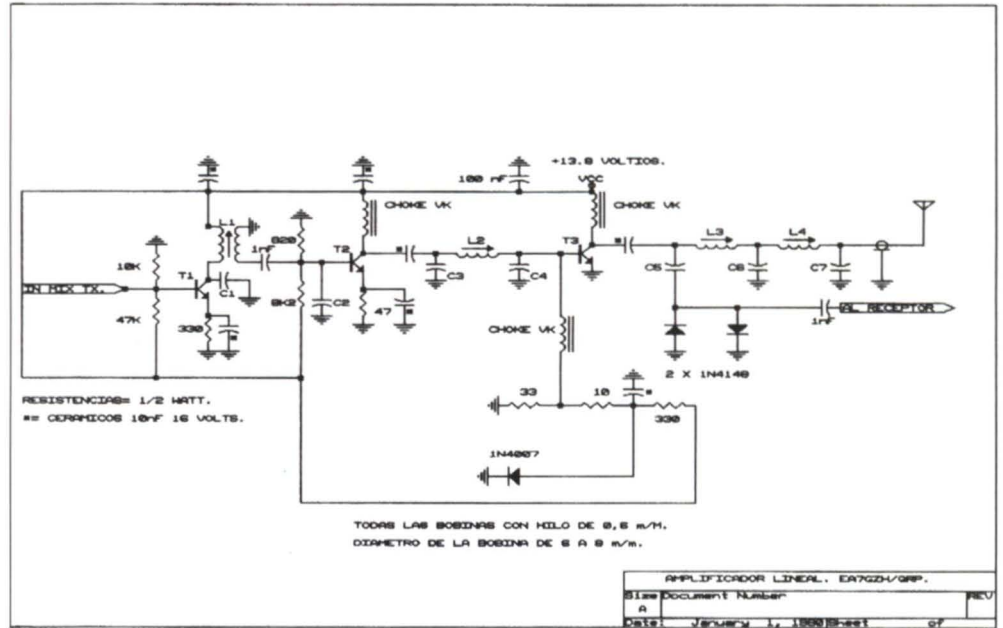 +13.8 VOLTIOS.
100 nF
VCC
CHOKE VK
CHOKE VK
L1
820
1nF
T2
L2
T3
L3
L4
10K
T1
C3
C4
C5
C6
C7
IN MIX TX.
C1
8K2
C2
47
AL RECEPTOR
47K
330
1nF
CHOKE VK
2 X 1N4148
RESISTENCIAS= 1/2 WATT.
33
10
*= CERAMICOS 10nF 16 VOLTS.
330
1N4007
TODAS LAS BOBINAS CON HILO DE 0,6 m/M.
DIAMETRO DE LA BOBINA DE 6 A 8 m/m.
AMPLIFICADOR LINEAL. EA7GZH/QRP.
Size Document Number REV
A
Date: January 1, 1980 Sheet of